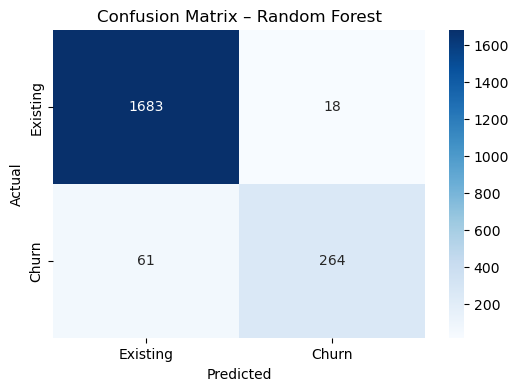 Confusion Matrix – Random Forest
Actual
Existing
Churn
1683
18
61
264
Existing
Churn
Predicted
1600
1400
1200
1000
800
600
400
200